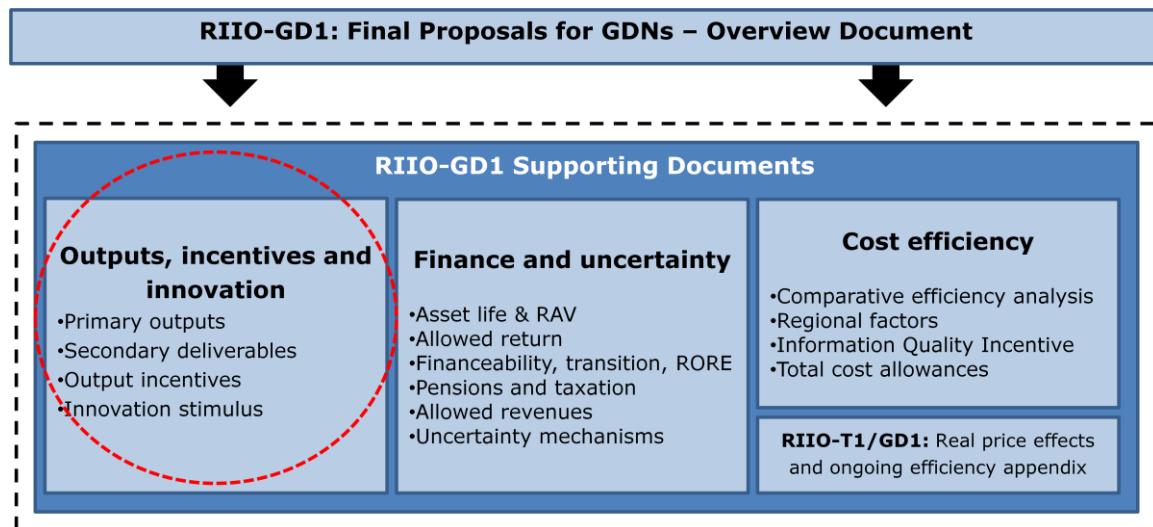 RIIO-GD1: Final Proposals for GDNs – Overview Document
RIIO-GD1 Supporting Documents
Outputs, incentives and
innovation
•Primary outputs
•Secondary deliverables
•Output incentives
•Innovation stimulus
Finance and uncertainty
•Asset life & RAV
•Allowed return
•Financeability, transition, RORE
•Pensions and taxation
•Allowed revenues
•Uncertainty mechanisms
Cost efficiency
•Comparative efficiency analysis
•Regional factors
•Information Quality Incentive
•Total cost allowances
RIIO-T1/GD1: Real price effects
and ongoing efficiency appendix